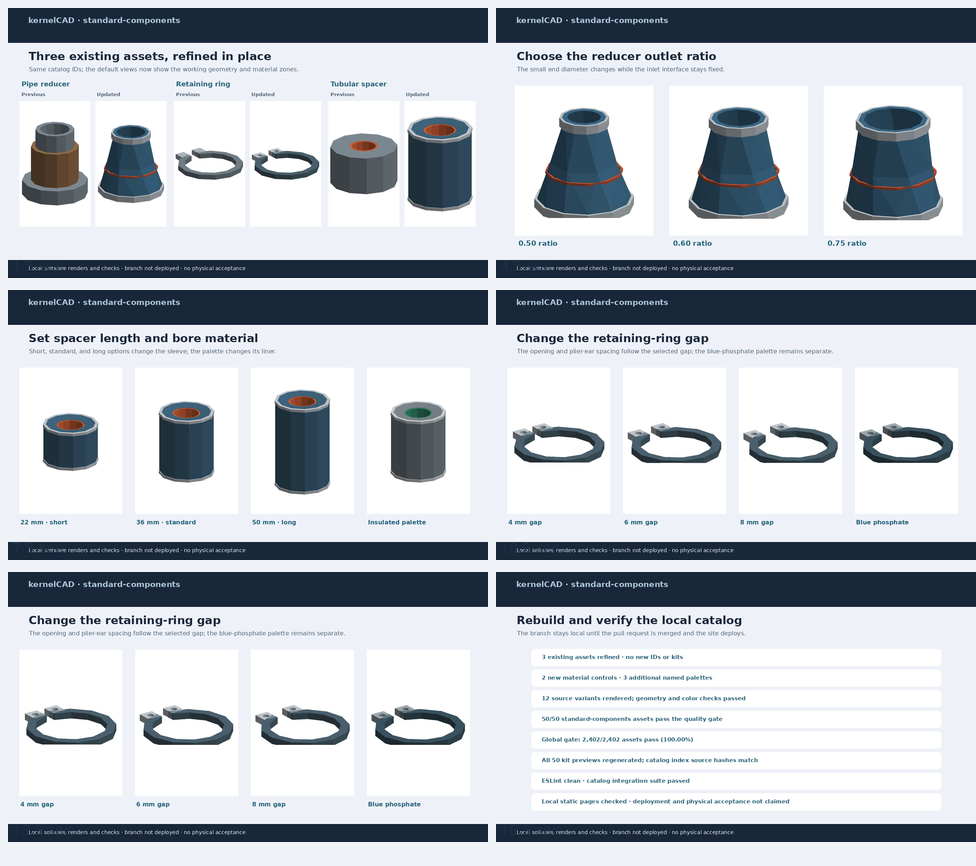 kernelCAD · standard-components
Three existing assets, refined in place
Same catalog IDs; the default views now show the working geometry and material zones.
Pipe reducer
Retaining ring
Tubular spacer
Previous
Updated
Previous
Updated
Previous
Updated
renders and checks · branch not deployed · no physical acceptance
kernelCAD · standard-components
Choose the reducer outlet ratio
The small end diameter changes while the inlet interface stays fixed.
0.50 ratio
0.60 ratio
0.75 ratio
renders and checks · branch not deployed · no physical acceptance
kernelCAD · standard-components
Set spacer length and bore material
Short, standard, and long options change the sleeve; the palette changes its liner.
22 mm · short
36 mm · standard
50 mm · long
Insulated palette
renders and checks · branch not deployed · no physical acceptance
kernelCAD · standard-components
Change the retaining-ring gap
The opening and plier-ear spacing follow the selected gap; the blue-phosphate palette remains separate.
4 mm gap
6 mm gap
8 mm gap
Blue phosphate
renders and checks · branch not deployed · no physical acceptance
kernelCAD · standard-components
Change the retaining-ring gap
The opening and plier-ear spacing follow the selected gap; the blue-phosphate palette remains separate.
4 mm gap
6 mm gap
8 mm gap
Blue phosphate
renders and checks · branch not deployed · no physical acceptance
kernelCAD · standard-components
Rebuild and verify the local catalog
The branch stays local until the pull request is merged and the site deploys.
3 existing assets refined · no new IDs or kits
2 new material controls · 3 additional named palettes
12 source variants rendered; geometry and color checks passed
50/50 standard-components assets pass the quality gate
Global gate: 2,402/2,402 assets pass (100.00%)
All 50 kit previews regenerated; catalog index source hashes match
ESLint clean · catalog integration suite passed
Local static pages checked · deployment and physical acceptance not claimed
renders and checks · branch not deployed · no physical acceptance